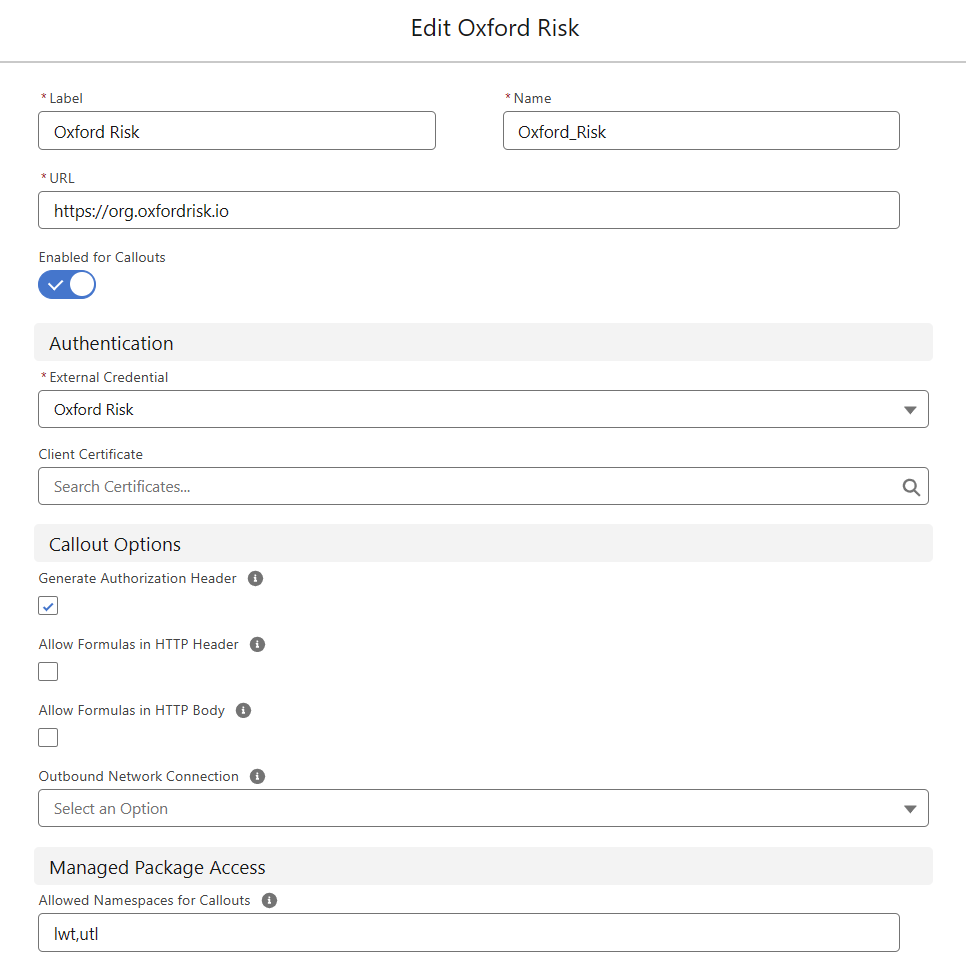 Edit Oxford Risk
* Label
* Name
Oxford Risk
Oxford_Risk
* URL
https://org.oxfordrisk.io
Enabled for Callouts
Authentication
* External Credential
Oxford Risk
Client Certificate
Search Certificates...
Callout Options
Generate Authorization Header
Allow Formulas in HTTP Header
Allow Formulas in HTTP Body
Outbound Network Connection
Select an Option
Managed Package Access
Allowed Namespaces for Callouts
lwt,utl